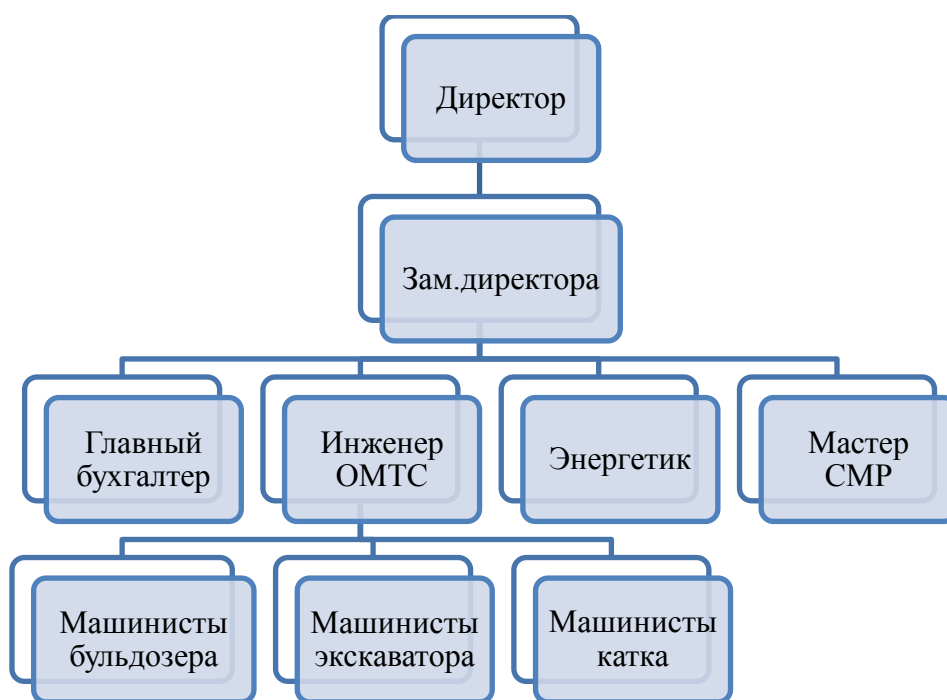 Директор
Зам.директора
Главный
бухгалтер
Инженер
ОМТС
Энергетик
Мастер
СМР
Машинисты
бульдозера
Машинисты
экскаватора
Машинисты
катка